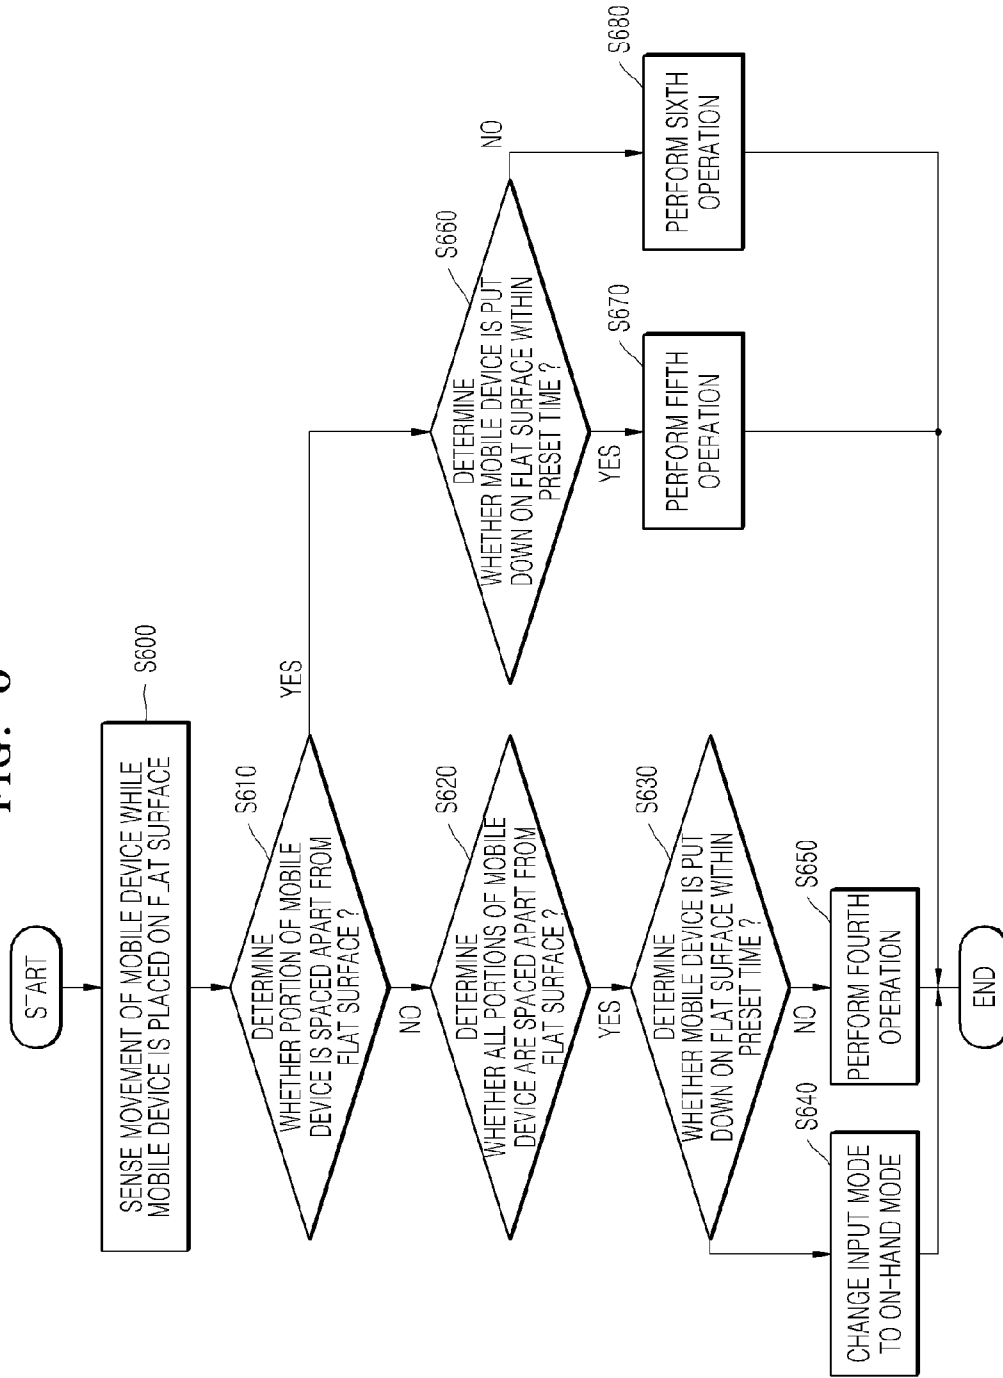 START
SENSE MOVEMENT OF MOBILE DEVICE WHILE
MOBILE DEVICE IS PLACED ON FLAT SURFACE
S600
DETERMINE
WHETHER PORTION OF MOBILE
DEVICE IS SPACED APART FROM
FLAT SURFACE ?
S610
YES
NO
DETERMINE
WHETHER ALL PORTIONS OF MOBILE
DEVICE ARE SPACED APART FROM
FLAT SURFACE ?
S620
YES
DETERMINE
WHETHER MOBILE DEVICE IS PUT
DOWN ON FLAT SURFACE WITHIN
PRESET TIME ?
S630
NO
CHANGE INPUT MODE
TO ON-HAND MODE
S640
PERFORM FOURTH
OPERATION
S650
DETERMINE
WHETHER MOBILE DEVICE IS PUT
DOWN ON FLAT SURFACE WITHIN
PRESET TIME ?
S660
NO
YES
PERFORM FIFTH
OPERATION
S670
PERFORM SIXTH
OPERATION
S680
END